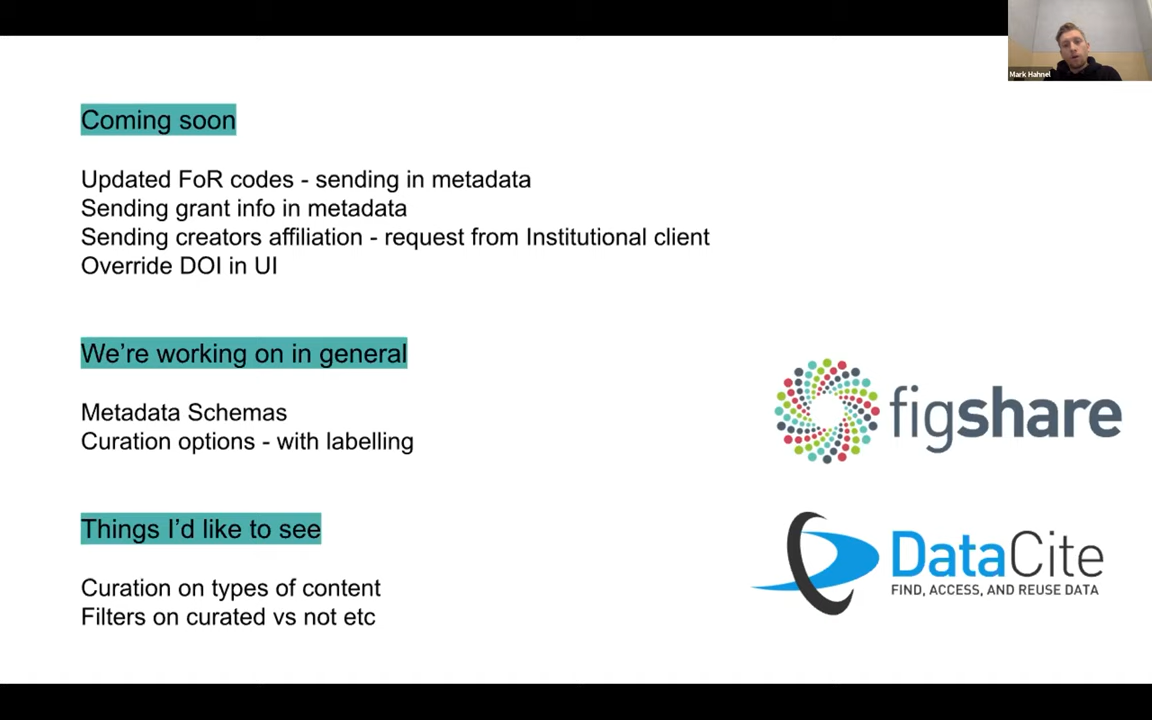 Mark Hahnel
Coming soon
Updated FoR codes - sending in metadata
Sending grant info in metadata
Sending creators affiliation - request from Institutional client
Override DOI in UI
We're working on in general
Metadata Schemas
Curation options - with labelling
figshare
Things I'd like to see
DataCite
FIND, ACCESS, AND REUSE DATA
Curation on types of content
Filters on curated vs not etc